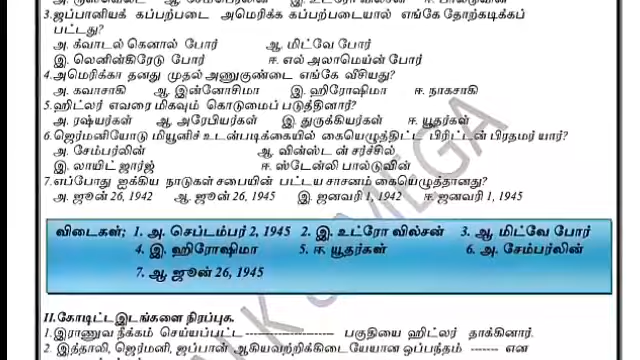 அ. ரூஸ்வெல்ட் ஆ. சேம்பர்லின் இ. உட்ரோ வில்சன் ஈ. பால்டுவின்
3.ஜப்பானியக் கப்பற்படை அமெரிக்க கப்பற்படையால் எங்கே தோற்கடிக்கப்
பட்டது?
அ. க்வாடல் கெனால் போர் ஆ. மிட்வே போர்
இ. லெனின்கிரேடு போர் ஈ. எல் அலாமெய்ன் போர்
4.அமெரிக்கா தனது முதல் அணுகுண்டை எங்கே வீசியது?
அ. கவாசாகி ஆ. இன்னோசிமா இ. ஹிரோஷிமா ஈ. நாகசாகி
5.ஹிட்லர் எவரை மிகவும் கொடுமைப் படுத்தினார்?
அ. ரஷ்யர்கள் ஆ. அரேபியர்கள் இ. துருக்கியர்கள் ஈ. யூதர்கள்
6.ஜெர்மனியோடு மியூனிச் உடன்படிக்கையில் கையெழுத்திட்ட பிரிட்டன் பிரதமர் யார்?
அ. சேம்பர்லின் ஆ. வின்ஸ்ட ன் சர்ச்சில்
இ. லாயிட் ஜார்ஜ் ஈ. ஸ்டேன்லி பால்டுவின்
7.எப்போது ஐக்கிய நாடுகள் சபையின் பட்டய சாசனம் கையெழுத்தானது?
அ. ஜூன் 26, 1942 ஆ. ஜூன் 26, 1945 இ. ஜனவரி 1, 1942 ஈ. ஜனவரி 1, 1945
விடைகள்; 1. அ. செப்டம்பர் 2, 1945 2. இ. உட்ரோ வில்சன் 3. ஆ. மிட்வே போர்
4. இ. ஹிரோஷிமா 5. ஈ. யூதர்கள் 6. அ. சேம்பர்லின்
7. ஆ. ஜூன் 26, 1945
II.கோடிட்டஇடங்களை நிரப்புக.
1.இராணுவ நீக்கம் செய்யப்பட்ட ---------------------- பகுதியை ஹிட்லர் தாக்கினார்.
2. இத்தாலி, ஜெர்மனி, ஜப்பான் ஆகியவற்றிக்கிடையேயான ஒப்பந்தம் ------- என